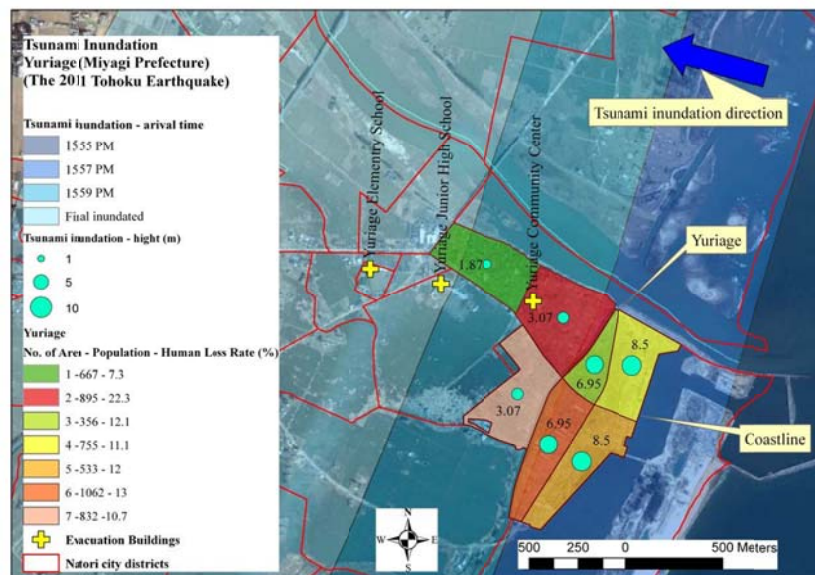 Tsunami Inundation
Yuriage (Miyagi Prefecture)
(The 2011 Tohoku Earthquake)
Tsunami inundation - arival time
1555 PM
1557 PM
1559 PM
Final inundated
Tsunami inundation - hight (m)
1
5
10
Yuriage
No. of Area - Population - Human Loss Rate (%)
1 -667 - 7.3
2 -895 - 22.3
3 -356 - 12.1
4 -755 - 11.1
5 -533 - 12
6 -1062 - 13
7 -832 -10.7
Evacuation Buildings
Natori city districts
Yuriage Elementry School
Yuriage Junior High School
Yuriage Community Center
Tsunami inundation direction
Yuriage
Coastline
1.87
3.07
6.95
8.5
3.07
6.95
8.5
N
W
E
S
500
250
0
500 Meters